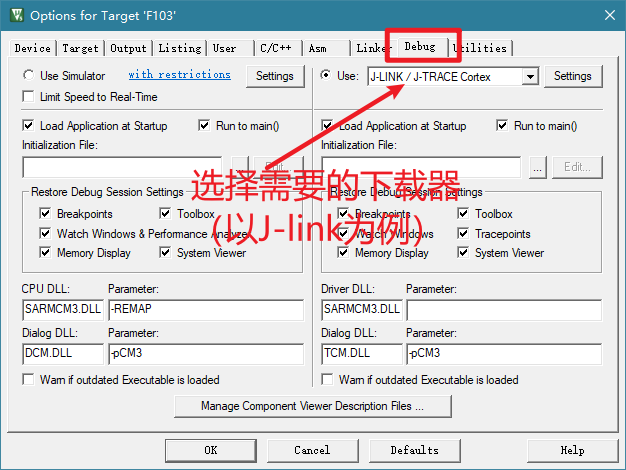 Options for Target 'F103'
Device Target Output Listing User C/C++ Asm Linker Debug Utilities
Use Simulator with restrictions Settings Use: J-LINK / J-TRACE Cortex Settings
Limit Speed to Real-Time
Load Application at Startup Run to main() Load Application at Startup Run to main()
Initialization File: Initialization File:
... Edit... ... Edit...
选择需要的下载器
(以J-link为例)
Restore Debug Session Settings Restore Debug Session Settings
Breakpoints Toolbox Breakpoints Toolbox
Watch Windows & Performance Analyzer Watch Windows Tracepoints
Memory Display System Viewer Memory Display System Viewer
CPU DLL: Parameter: Driver DLL: Parameter:
SARMCM3.DLL -REMAP SARMCM3.DLL
Dialog DLL: Parameter: Dialog DLL: Parameter:
DCM.DLL -pCM3 TCM.DLL -pCM3
Warn if outdated Executable is loaded Warn if outdated Executable is loaded
Manage Component Viewer Description Files ...
OK Cancel Defaults Help